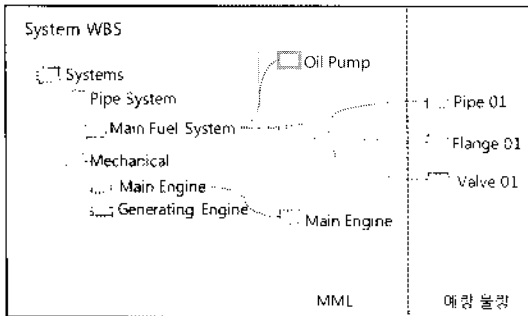 System WBS
Oil Pump
Systems
Pipe System
Pipe 01
Main Fuel System
Flange 01
Mechanical
Valve 01
Main Engine
Generating Engine
Main Engine
MML
예량 물량